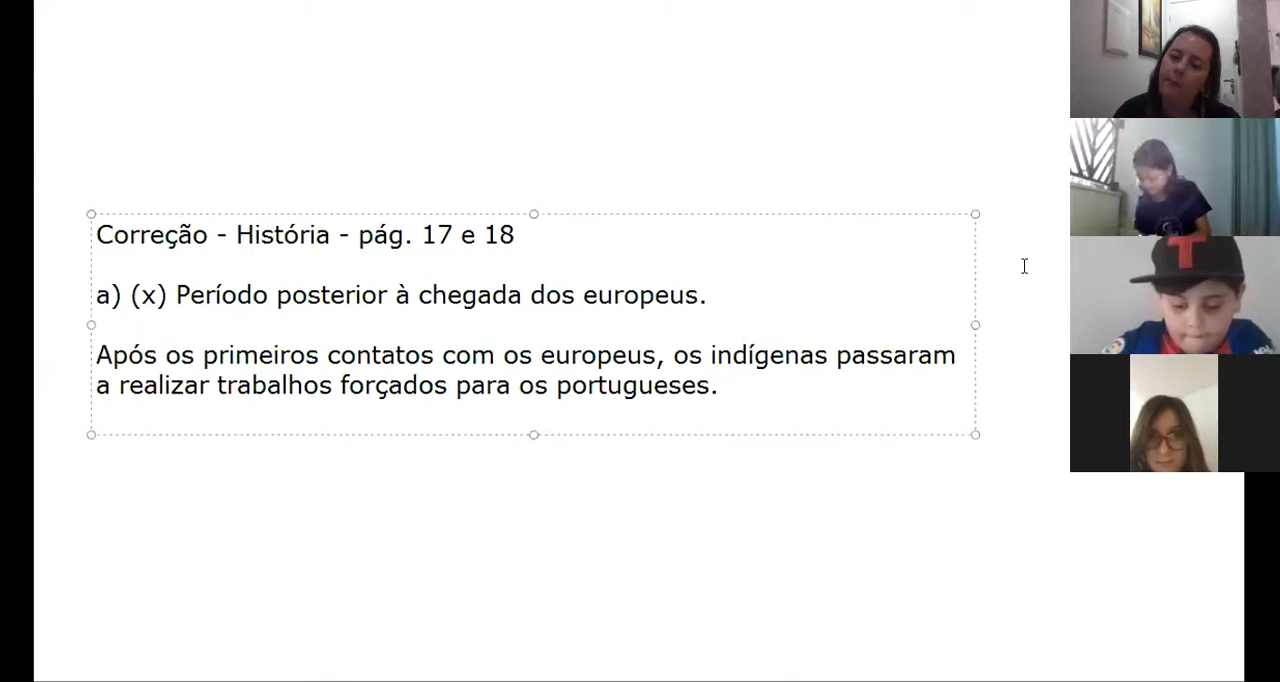 Correção - História - pág. 17 e 18
a) (x) Período posterior à chegada dos europeus.
Após os primeiros contatos com os europeus, os indígenas passaram
a realizar trabalhos forçados para os portugueses.
T